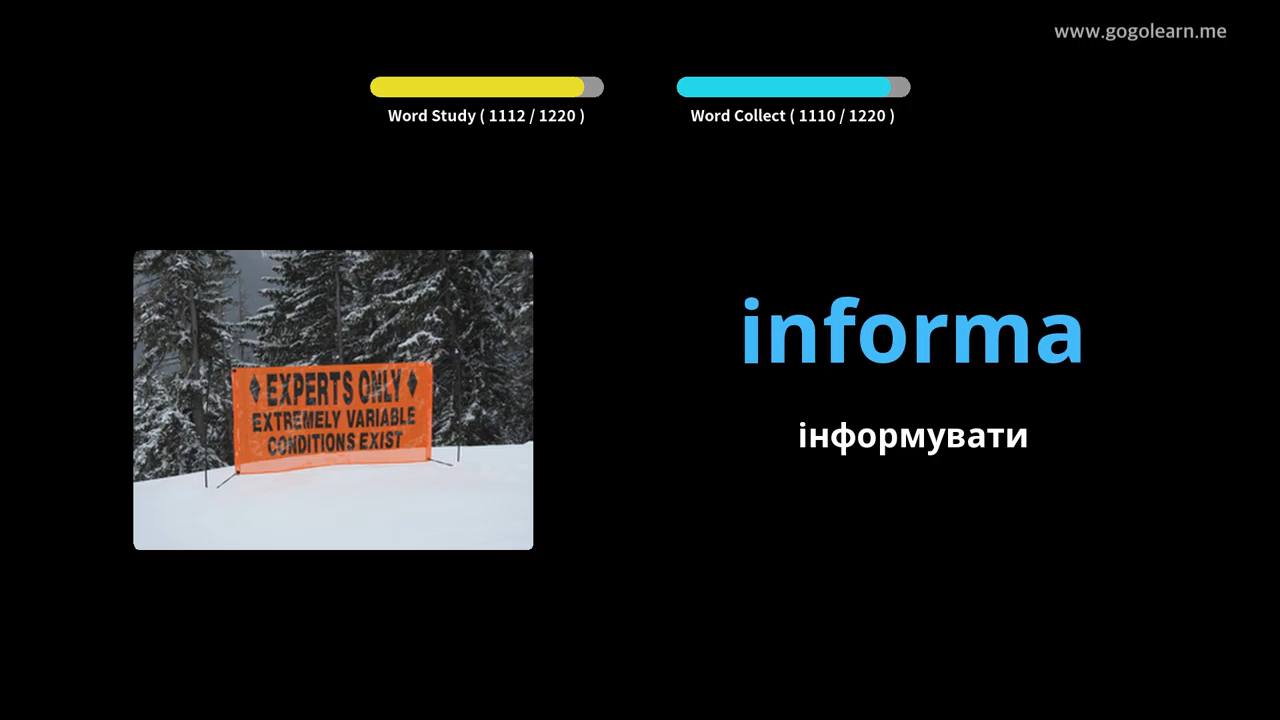 www.gogolearn.me
Word Study ( 1112 / 1220 )
Word Collect ( 1110 / 1220 )
EXPERTS ONLY
EXTREMELY VARIABLE
CONDITIONS EXIST
informa
інформувати